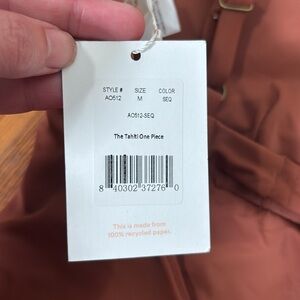 STYLE # SIZE COLOR
AO512 M SEQ
AO512-SEQ
The Tahiti One Piece
8 40302 37276 0
This is made from
100% recycled paper.